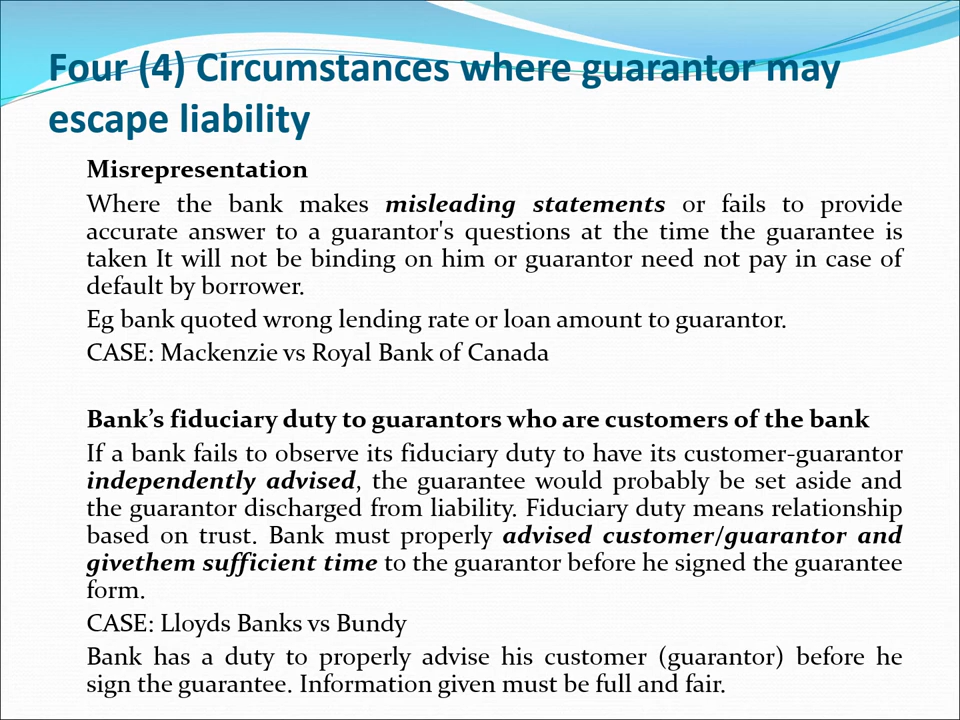 Four (4) Circumstances where guarantor may
escape liability
Misrepresentation
Where the bank makes misleading statements or fails to provide
accurate answer to a guarantor's questions at the time the guarantee is
taken It will not be binding on him or guarantor need not pay in case of
default by borrower.
Eg bank quoted wrong lending rate or loan amount to guarantor.
CASE: Mackenzie vs Royal Bank of Canada
Bank’s fiduciary duty to guarantors who are customers of the bank
If a bank fails to observe its fiduciary duty to have its customer-guarantor
independently advised, the guarantee would probably be set aside and
the guarantor discharged from liability. Fiduciary duty means relationship
based on trust. Bank must properly advised customer/guarantor and
givethem sufficient time to the guarantor before he signed the guarantee
form.
CASE: Lloyds Banks vs Bundy
Bank has a duty to properly advise his customer (guarantor) before he
sign the guarantee. Information given must be full and fair.